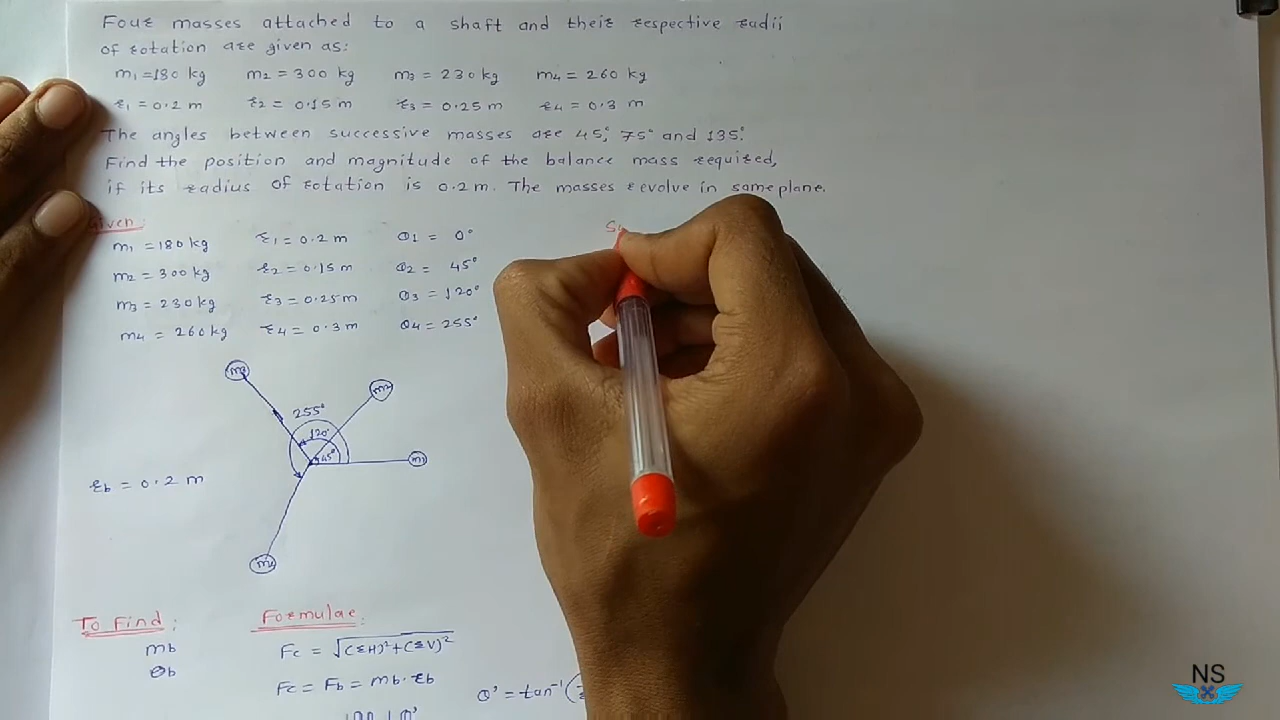 Four masses attached to a shaft and their respective radii
of rotation are given as:
m1 = 180 kg m2 = 300 kg m3 = 230 kg m4 = 260 kg
r1 = 0.2 m r2 = 0.15 m r3 = 0.25 m r4 = 0.3 m
The angles between successive masses are 45°, 75° and 135°.
Find the position and magnitude of the balance mass required,
if its radius of rotation is 0.2 m. The masses revolve in same plane.
given:
m1 = 180 kg r1 = 0.2 m θ1 = 0°
m2 = 300 kg r2 = 0.15 m θ2 = 45°
m3 = 230 kg r3 = 0.25 m θ3 = 120°
m4 = 260 kg r4 = 0.3 m θ4 = 255°
m3
m2
255°
120°
45°
m1
rb = 0.2 m
m4
To Find: Formulae:
mb Fc = √(ΣH)²+(ΣV)²
θb Fc = Fb = mb. rb
θ' = tan⁻¹(
NS